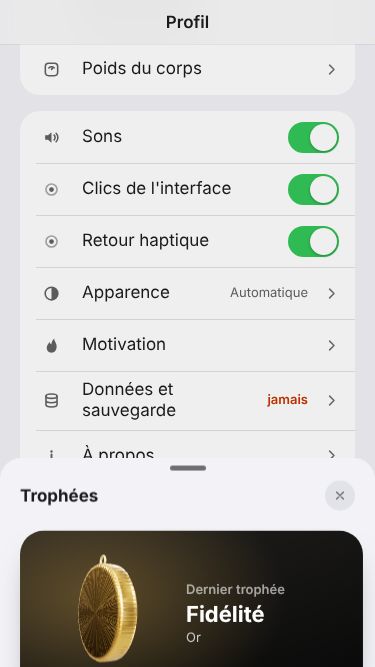 Profil
Poids du corps
Sons
Clics de l'interface
Retour haptique
Apparence Automatique
Motivation
Données et
sauvegarde jamais
À propos
Trophées
Dernier trophée
Fidélité
Or